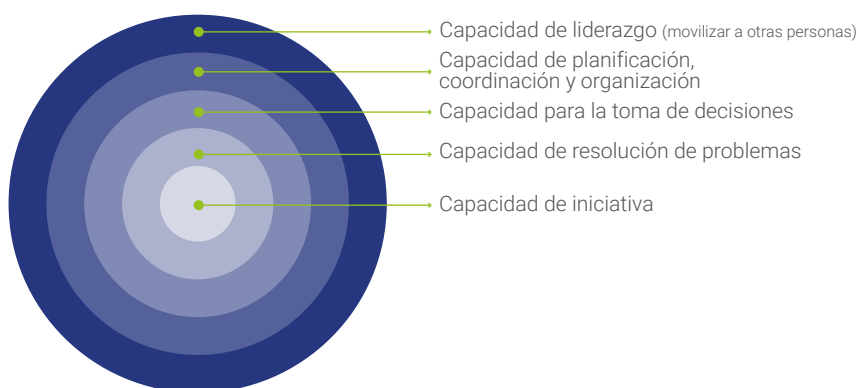 Capacidad de liderazgo (movilizar a otras personas)
Capacidad de planificación,
coordinación y organización
Capacidad para la toma de decisiones
Capacidad de resolución de problemas
Capacidad de iniciativa